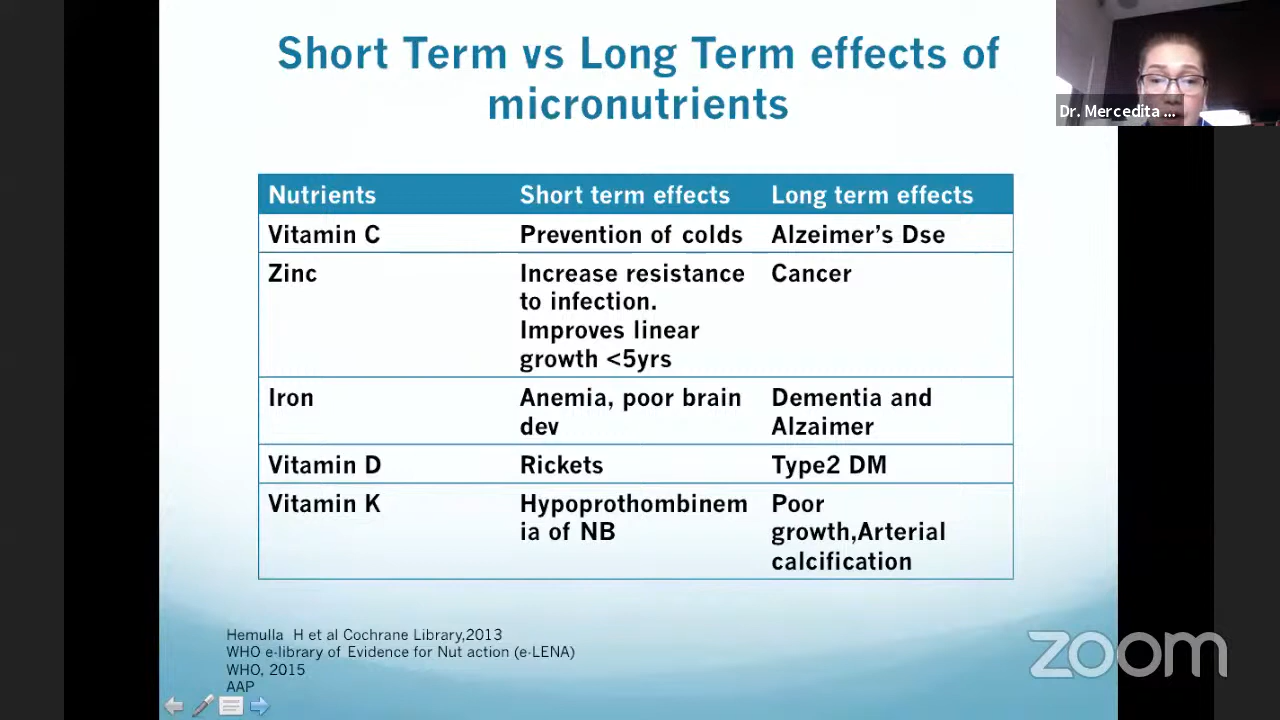 Short Term vs Long Term effects of
micronutrients
Dr. Mercedita ...
Nutrients Short term effects Long term effects
Vitamin C Prevention of colds Alzeimer's Dse
Zinc Increase resistance Cancer
to infection.
Improves linear
growth <5yrs
Iron Anemia, poor brain Dementia and
dev Alzaimer
Vitamin D Rickets Type2 DM
Vitamin K Hypoprothombinem Poor
ia of NB growth,Arterial
calcification
Hemulla H et al Cochrane Library,2013
WHO e-library of Evidence for Nut action (e-LENA)
WHO, 2015
AAP
zoom